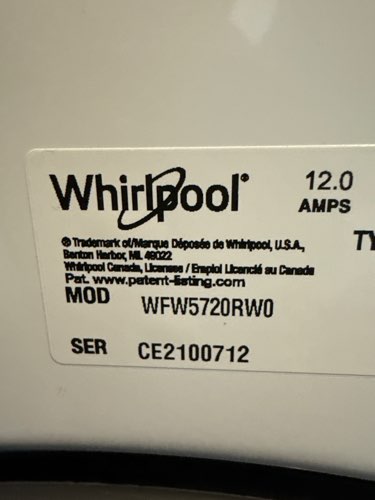 Whirlpool®
12.0
AMPS
® Trademark of/Marque Déposée de Whirlpool, U.S.A.,
Benton Harbor, MI. 49022
Whirlpool Canada, Licensee / Emploi Licencié au Canada
Pat. www.patent-listing.com
TY
MOD WFW5720RW0
SER CE2100712